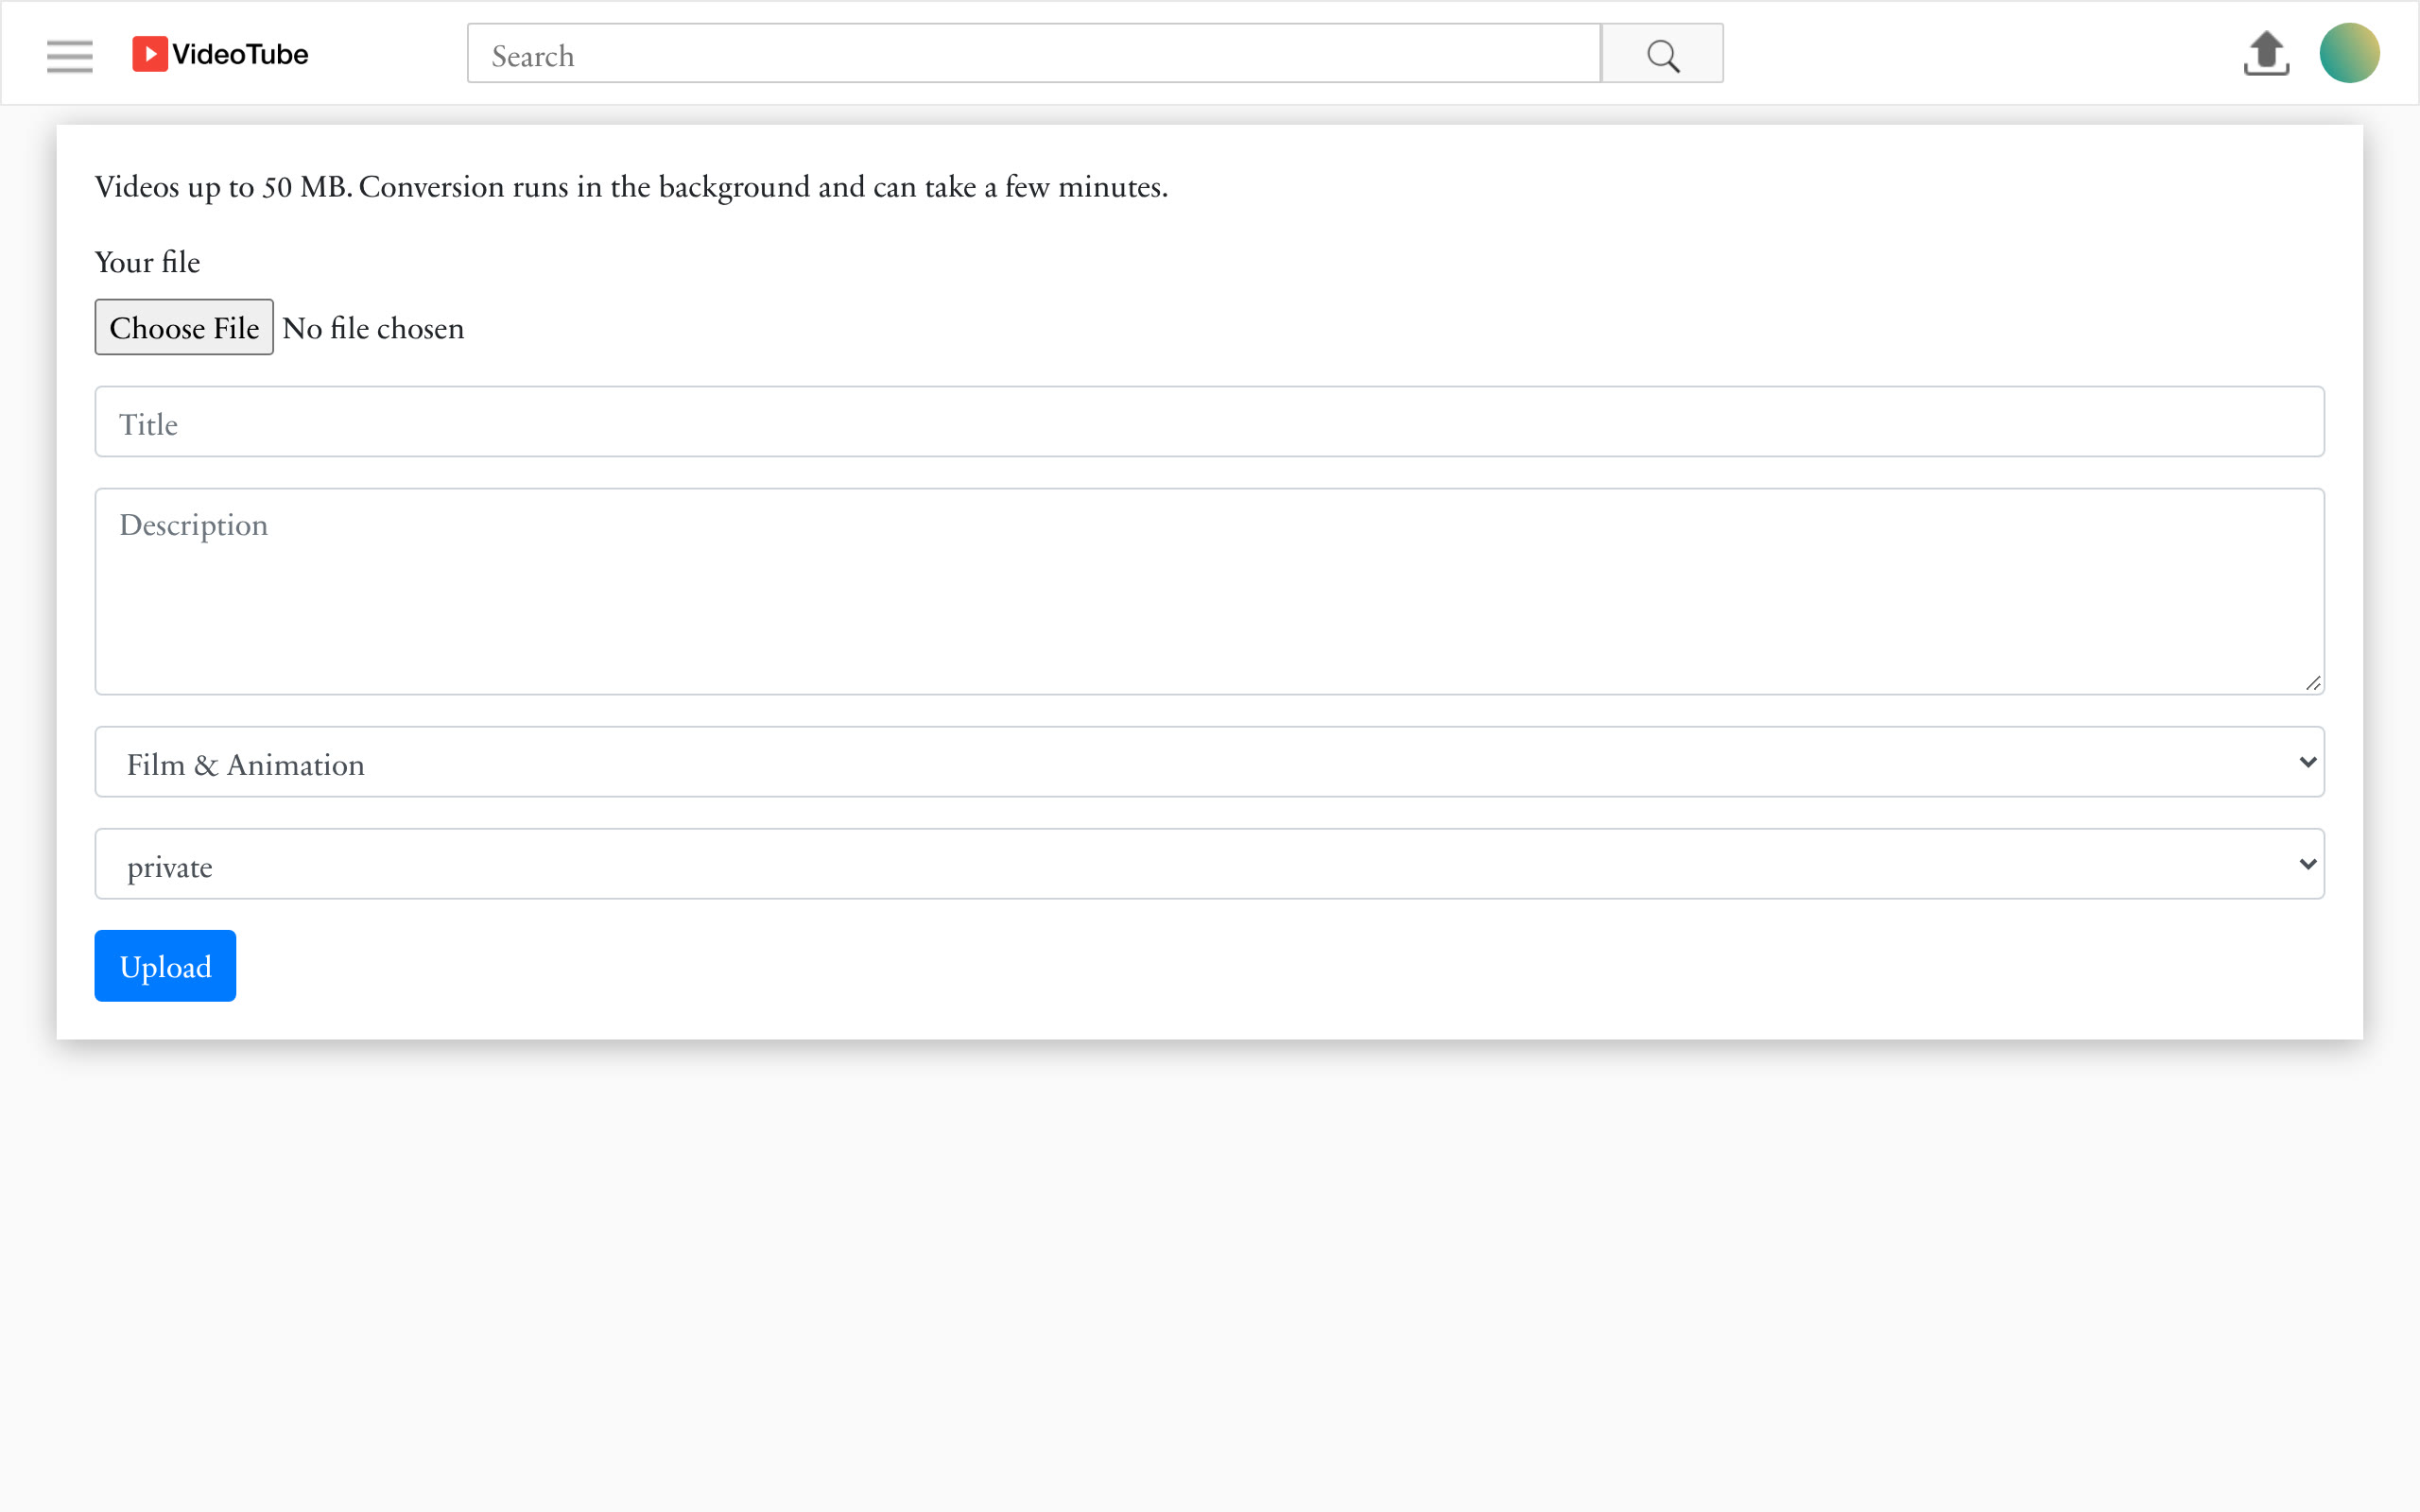 VideoTube
Search
Videos up to 50 MB. Conversion runs in the background and can take a few minutes.
Your file
Choose File No file chosen
Title
Description
Film & Animation
private
Upload